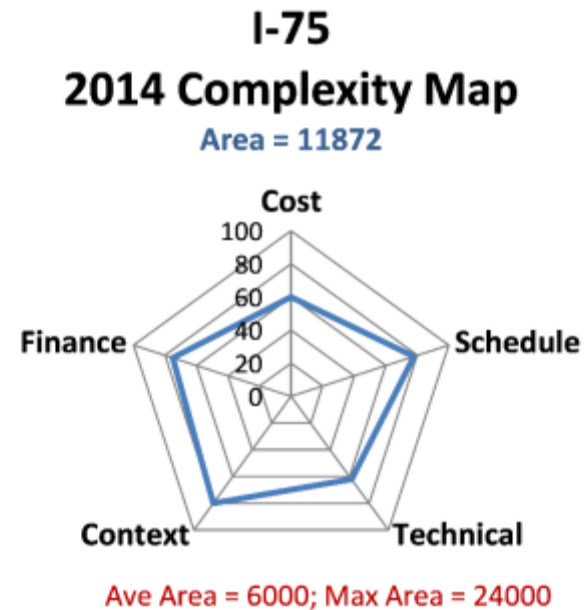 I-75
2014 Complexity Map
Area = 11872
Cost
100
80
60
40
20
0
Finance
Schedule
Context
Technical
Ave Area = 6000; Max Area = 24000